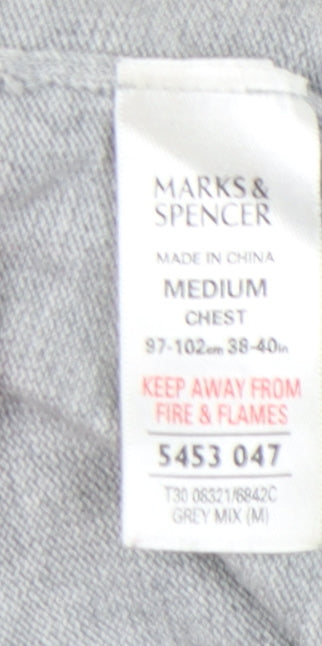 MARKS &
SPENCER
MADE IN CHINA
MEDIUM
CHEST
97-102cm 38-40in
KEEP AWAY FROM
FIRE & FLAMES
5453 047
T30 08321/6842C
GREY MIX (M)